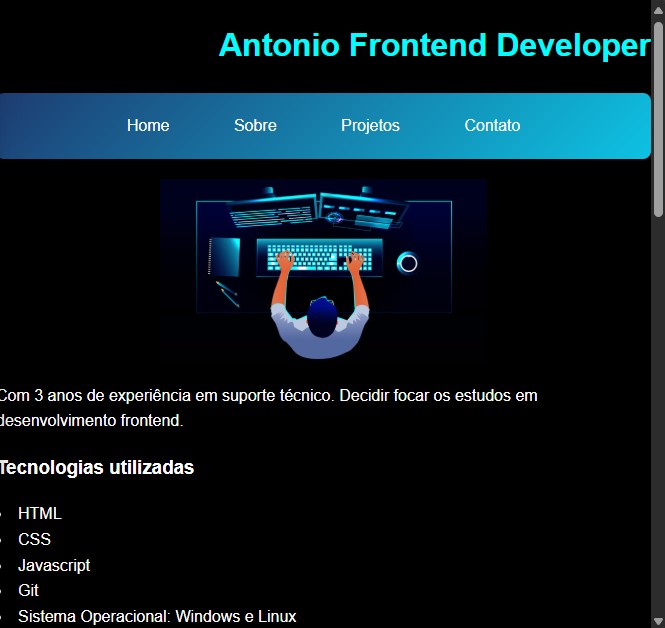 Antonio Frontend Developer
Home Sobre Projetos Contato
Com 3 anos de experiência em suporte técnico. Decidir focar os estudos em
desenvolvimento frontend.
Tecnologias utilizadas
HTML
CSS
Javascript
Git
Sistema Operacional: Windows e Linux